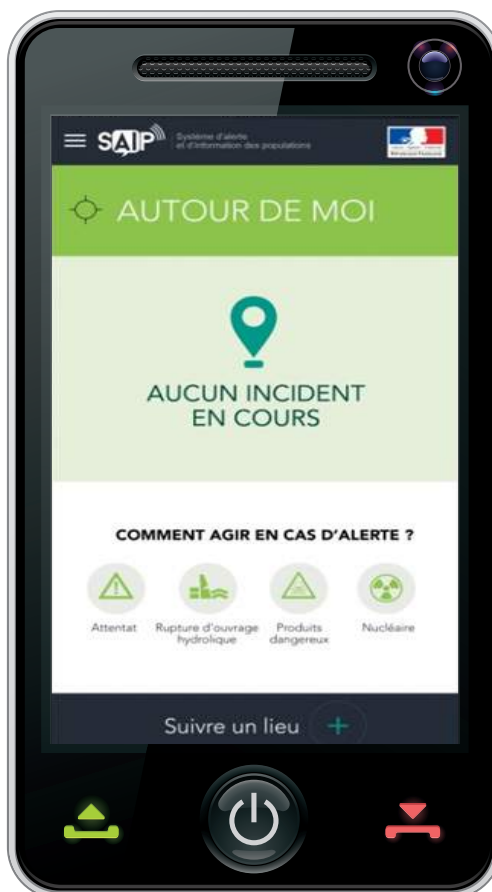 SAIP
Système d'alerte
et d'information des populations
AUTOUR DE MOI
AUCUN INCIDENT
EN COURS
COMMENT AGIR EN CAS D'ALERTE ?
Attentat
Rupture d'ouvrage
hydrolique
Produits
dangereux
Nucléaire
Suivre un lieu